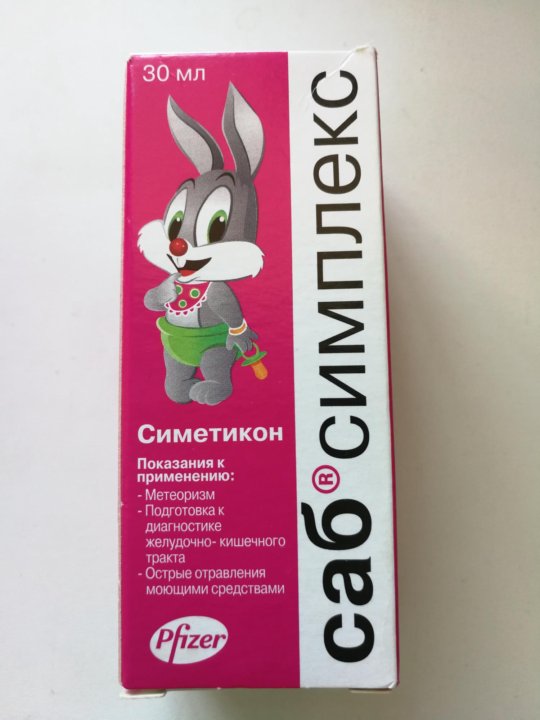 30 мл
Симетикон
Показания к
применению:
- Метеоризм
- Подготовка к
диагностике
желудочно- кишечного
тракта
- Острые отравления
моющими средствами
Pfizer
саб® симплекс